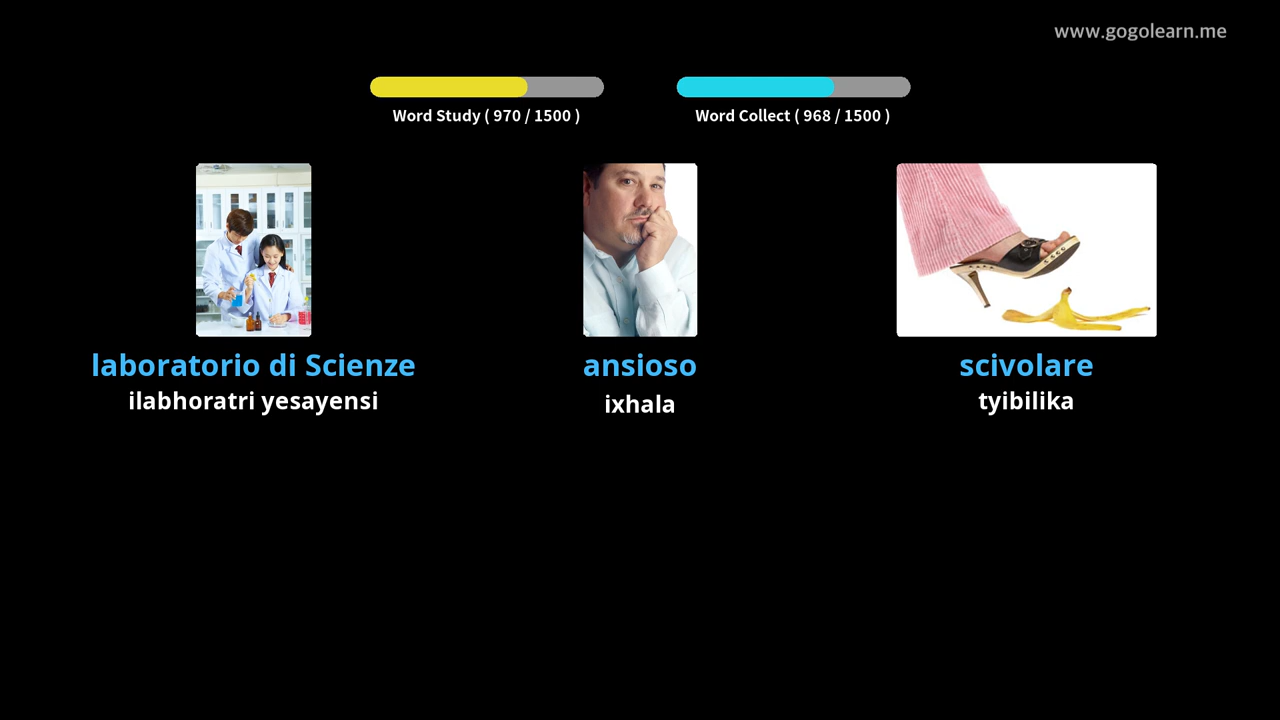 www.gogolearn.me
Word Study ( 970 / 1500 )
Word Collect ( 968 / 1500 )
laboratorio di Scienze
ilabhoratri yesayensi
ansioso
ixhala
scivolare
tyibilika